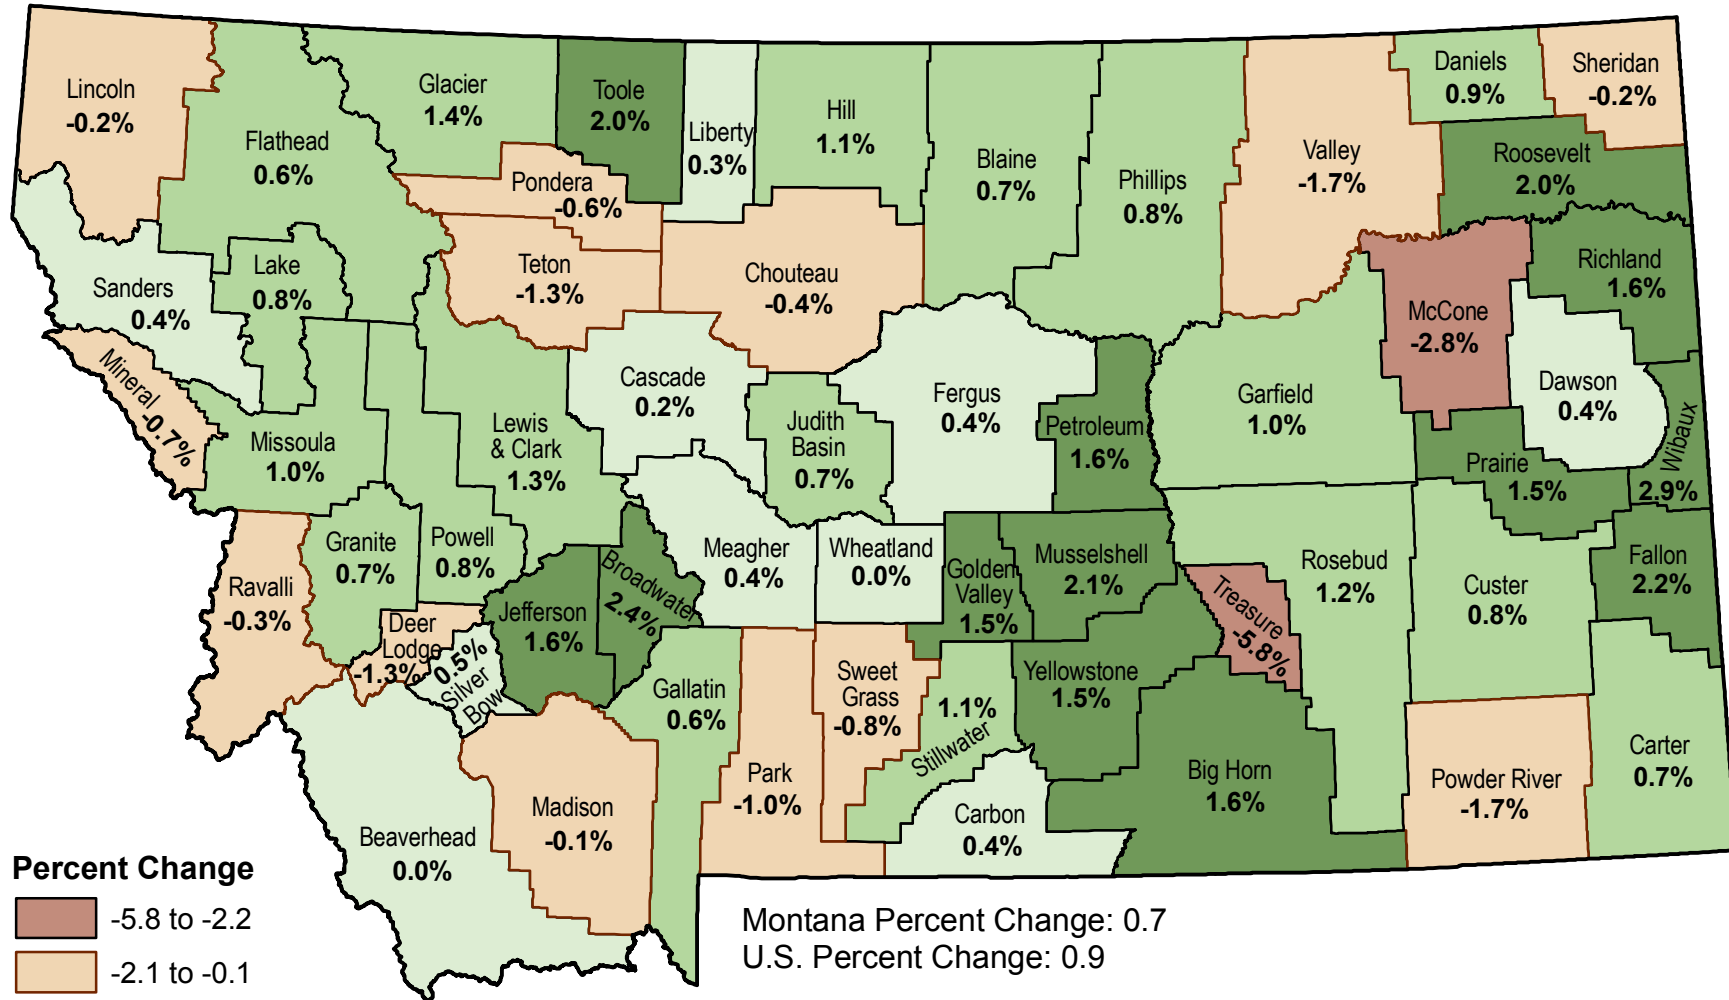 Lincoln
-0.2%
Flathead
0.6%
Glacier
1.4%
Toole
2.0%
Liberty
0.3%
Hill
1.1%
Blaine
0.7%
Phillips
0.8%
Valley
-1.7%
Daniels
0.9%
Sheridan
-0.2%
Roosevelt
2.0%
Pondera
-0.6%
Teton
-1.3%
Chouteau
-0.4%
Sanders
0.4%
Lake
0.8%
McCone
-2.8%
Richland
1.6%
Mineral
-0.7%
Missoula
1.0%
Lewis
& Clark
1.3%
Cascade
0.2%
Judith
Basin
0.7%
Fergus
0.4%
Petroleum
1.6%
Garfield
1.0%
Dawson
0.4%
Prairie
1.5%
Wibaux
2.9%
Ravalli
-0.3%
Granite
0.7%
Powell
0.8%
Deer
Lodge
-1.3%
0.5%
Silver
Bow
Jefferson
1.6%
Broadwater
2.4%
Meagher
0.4%
Wheatland
0.0%
Golden
Valley
1.5%
Musselshell
2.1%
Treasure
-5.8%
Rosebud
1.2%
Custer
0.8%
Fallon
2.2%
Beaverhead
0.0%
Madison
-0.1%
Gallatin
0.6%
Park
-1.0%
Sweet
Grass
-0.8%
1.1%
Stillwater
Yellowstone
1.5%
Carbon
0.4%
Big Horn
1.6%
Powder River
-1.7%
Carter
0.7%
Percent Change
-5.8 to -2.2
-2.1 to -0.1
Montana Percent Change: 0.7
U.S. Percent Change: 0.9